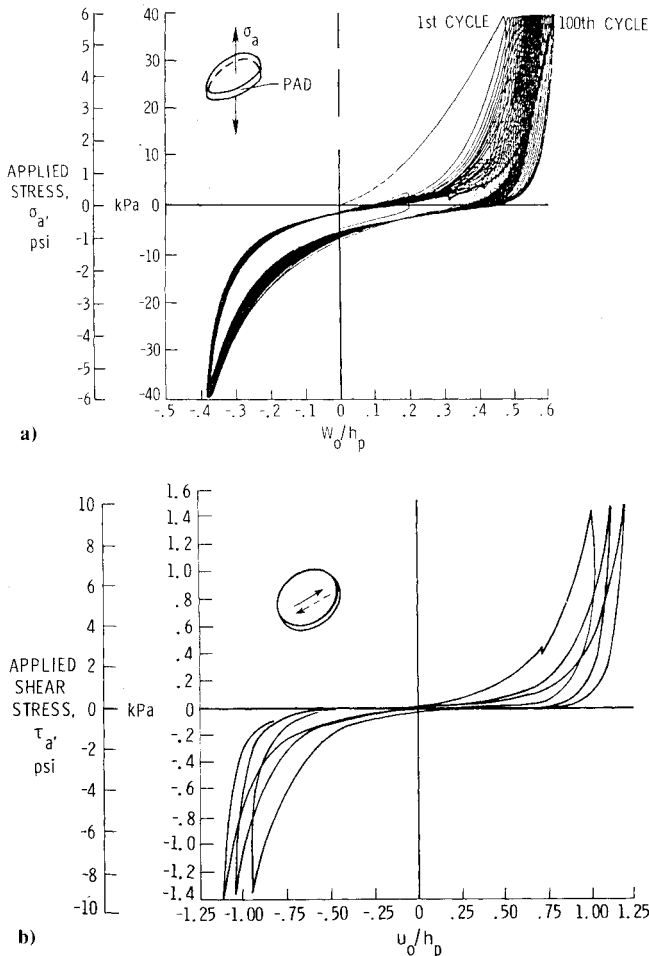 1st CYCLE
100th CYCLE
σa
PAD
APPLIED
STRESS,
σa,
psi
6
5
4
3
2
1
0
-1
-2
-3
-4
-5
-6
kPa
40
30
20
10
0
-10
-20
-30
-40
-.5 -.4 -.3 -.2 -.1 0 .1 .2 .3 .4 .5 .6
Wo/hp
a)
APPLIED
SHEAR
STRESS,
τa,
psi
10
8
6
4
2
0
-2
-4
-6
-8
-10
kPa
1.6
1.4
1.2
1.0
.8
.6
.4
.2
0
-.2
-.4
-.6
-.8
-1.0
-1.2
-1.4
-1.25 -1.00 -.75 -.50 -.25 0 .25 .50 .75 1.00 1.25
uo/hp
b)